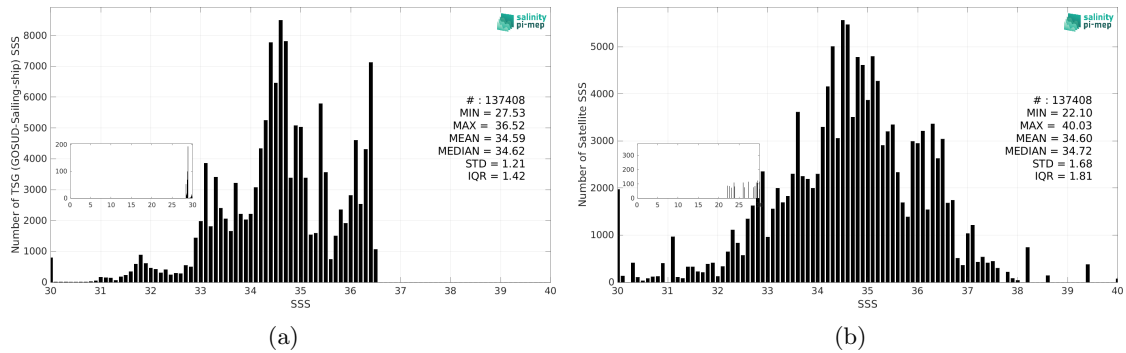 salinity
pi-mep
Number of TSG (GOSUD-Sailing-ship) SSS
8000
7000
6000
5000
4000
3000
2000
1000
0
# : 137408
MIN = 27.53
MAX = 36.52
MEAN = 34.59
MEDIAN = 34.62
STD = 1.21
IQR = 1.42
200
100
0
0 5 10 15 20 25 30
30 31 32 33 34 35 36 37 38 39 40
SSS
(a)
salinity
pi-mep
Number of Satellite SSS
5000
4000
3000
2000
1000
0
# : 137408
MIN = 22.10
MAX = 40.03
MEAN = 34.60
MEDIAN = 34.72
STD = 1.68
IQR = 1.81
300
200
100
0
0 5 10 15 20 25
30 31 32 33 34 35 36 37 38 39 40
SSS
(b)